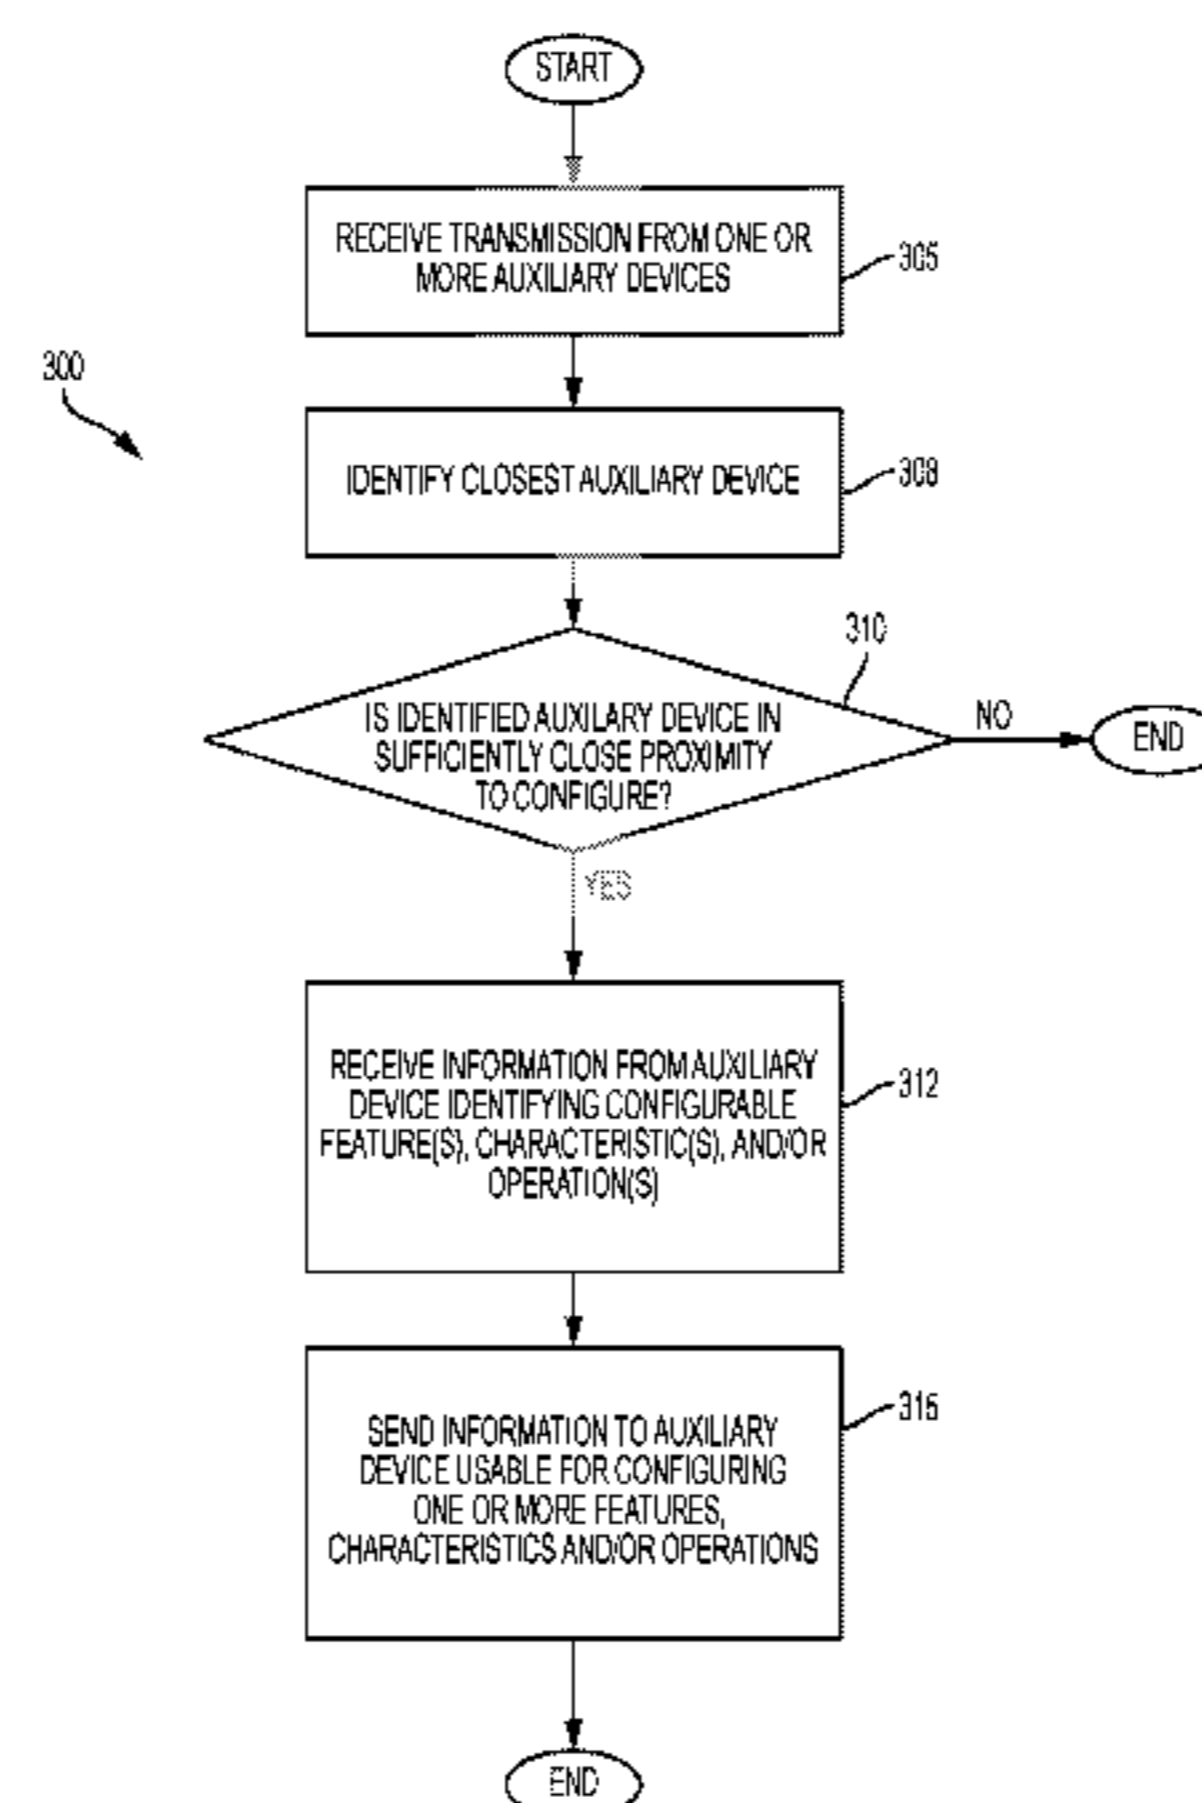 START
RECEIVE TRANSMISSION FROM ONE OR
MORE AUXILIARY DEVICES
305
300
IDENTIFY CLOSEST AUXILIARY DEVICE
308
310
IS IDENTIFIED AUXILARY DEVICE IN
SUFFICIENTLY CLOSE PROXIMITY
TO CONFIGURE?
NO
END
YES
RECEIVE INFORMATION FROM AUXILIARY
DEVICE IDENTIFYING CONFIGURABLE
FEATURE(S), CHARACTERISTIC(S), AND/OR
OPERATION(S)
312
SEND INFORMATION TO AUXILIARY
DEVICE USABLE FOR CONFIGURING
ONE OR MORE FEATURES,
CHARACTERISTICS AND/OR OPERATIONS
315
END